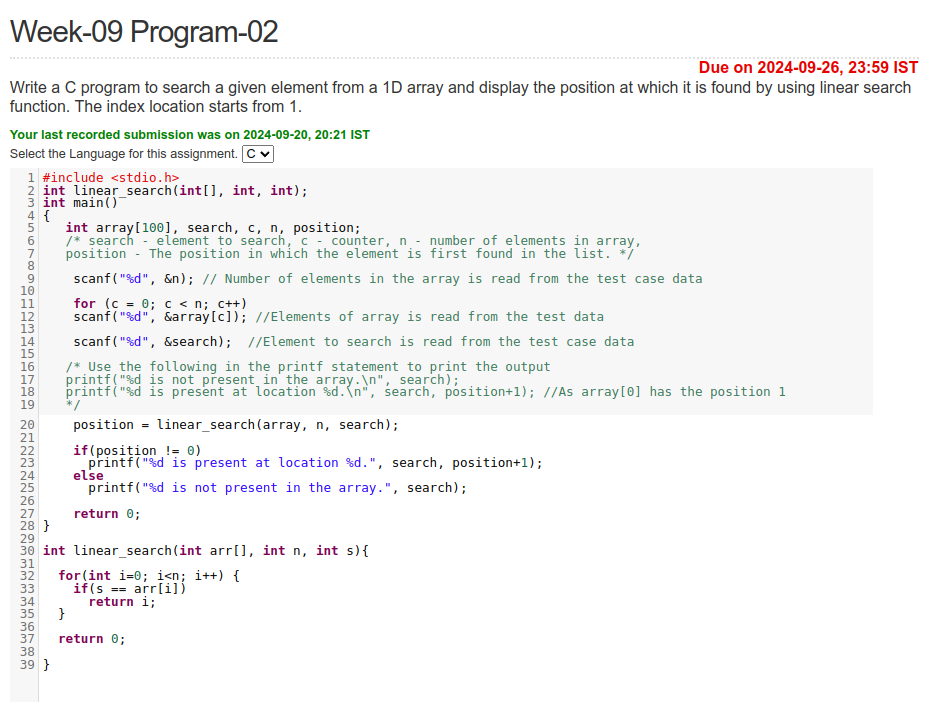 Week-09 Program-02
Due on 2024-09-26, 23:59 IST
Write a C program to search a given element from a 1D array and display the position at which it is found by using linear search
function. The index location starts from 1.
Your last recorded submission was on 2024-09-20, 20:21 IST
Select the Language for this assignment. C
1 #include <stdio.h>
2 int linear_search(int[], int, int);
3 int main()
4 {
5    int array[100], search, c, n, position;
6    /* search - element to search, c - counter, n - number of elements in array,
7    position - The position in which the element is first found in the list. */
8
9     scanf("%d", &n); // Number of elements in the array is read from the test case data
10
11     for (c = 0; c < n; c++)
12     scanf("%d", &array[c]); //Elements of array is read from the test data
13
14     scanf("%d", &search);  //Element to search is read from the test case data
15
16    /* Use the following in the printf statement to print the output
17    printf("%d is not present in the array.\n", search);
18    printf("%d is present at location %d.\n", search, position+1); //As array[0] has the position 1
19    */
20     position = linear_search(array, n, search);
21
22     if(position != 0)
23       printf("%d is present at location %d.", search, position+1);
24     else
25       printf("%d is not present in the array.", search);
26
27     return 0;
28 }
29
30 int linear_search(int arr[], int n, int s){
31
32   for(int i=0; i<n; i++) {
33     if(s == arr[i])
34       return i;
35   }
36
37   return 0;
38
39 }